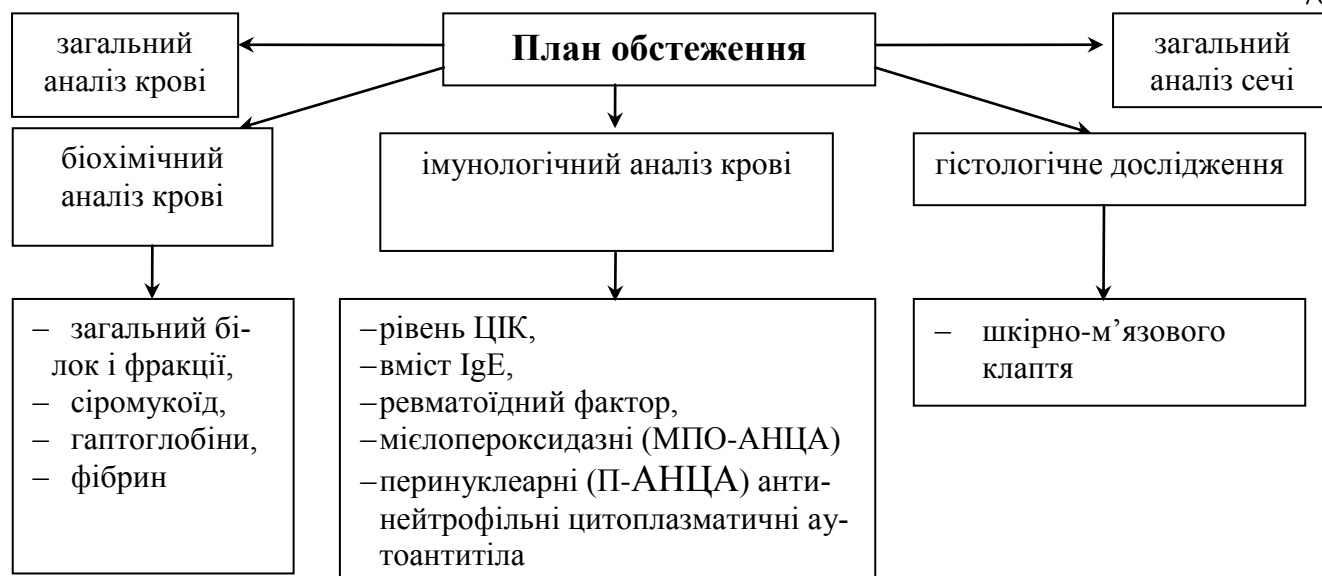 загальний
аналіз крові
План обстеження
загальний
аналіз сечі
біохімічний
аналіз крові
імунологічний аналіз крові
гістологічне дослідження
– загальний бі-
лок і фракції,
– сіромукоїд,
– гаптоглобіни,
– фібрин
–рівень ЦІК,
–вміст IgE,
–ревматоїдний фактор,
–мієлопероксидазні (МПО-АНЦА)
–перинуклеарні (П-АНЦА) анти-
нейтрофільні цитоплазматичні ау-
тоантитіла
– шкірно-м’язового
клаптя